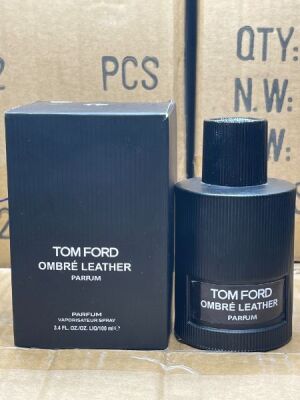 2
PCS
QTY:
N.W:
W:
TOM FORD
OMBRÉ LEATHER
PARFUM
PARFUM
VAPORISATEUR SPRAY
3.4 FL. OZ/OZ. LIQ/100 ml ℮
TOM FORD
OMBRÉ LEATHER
PARFUM